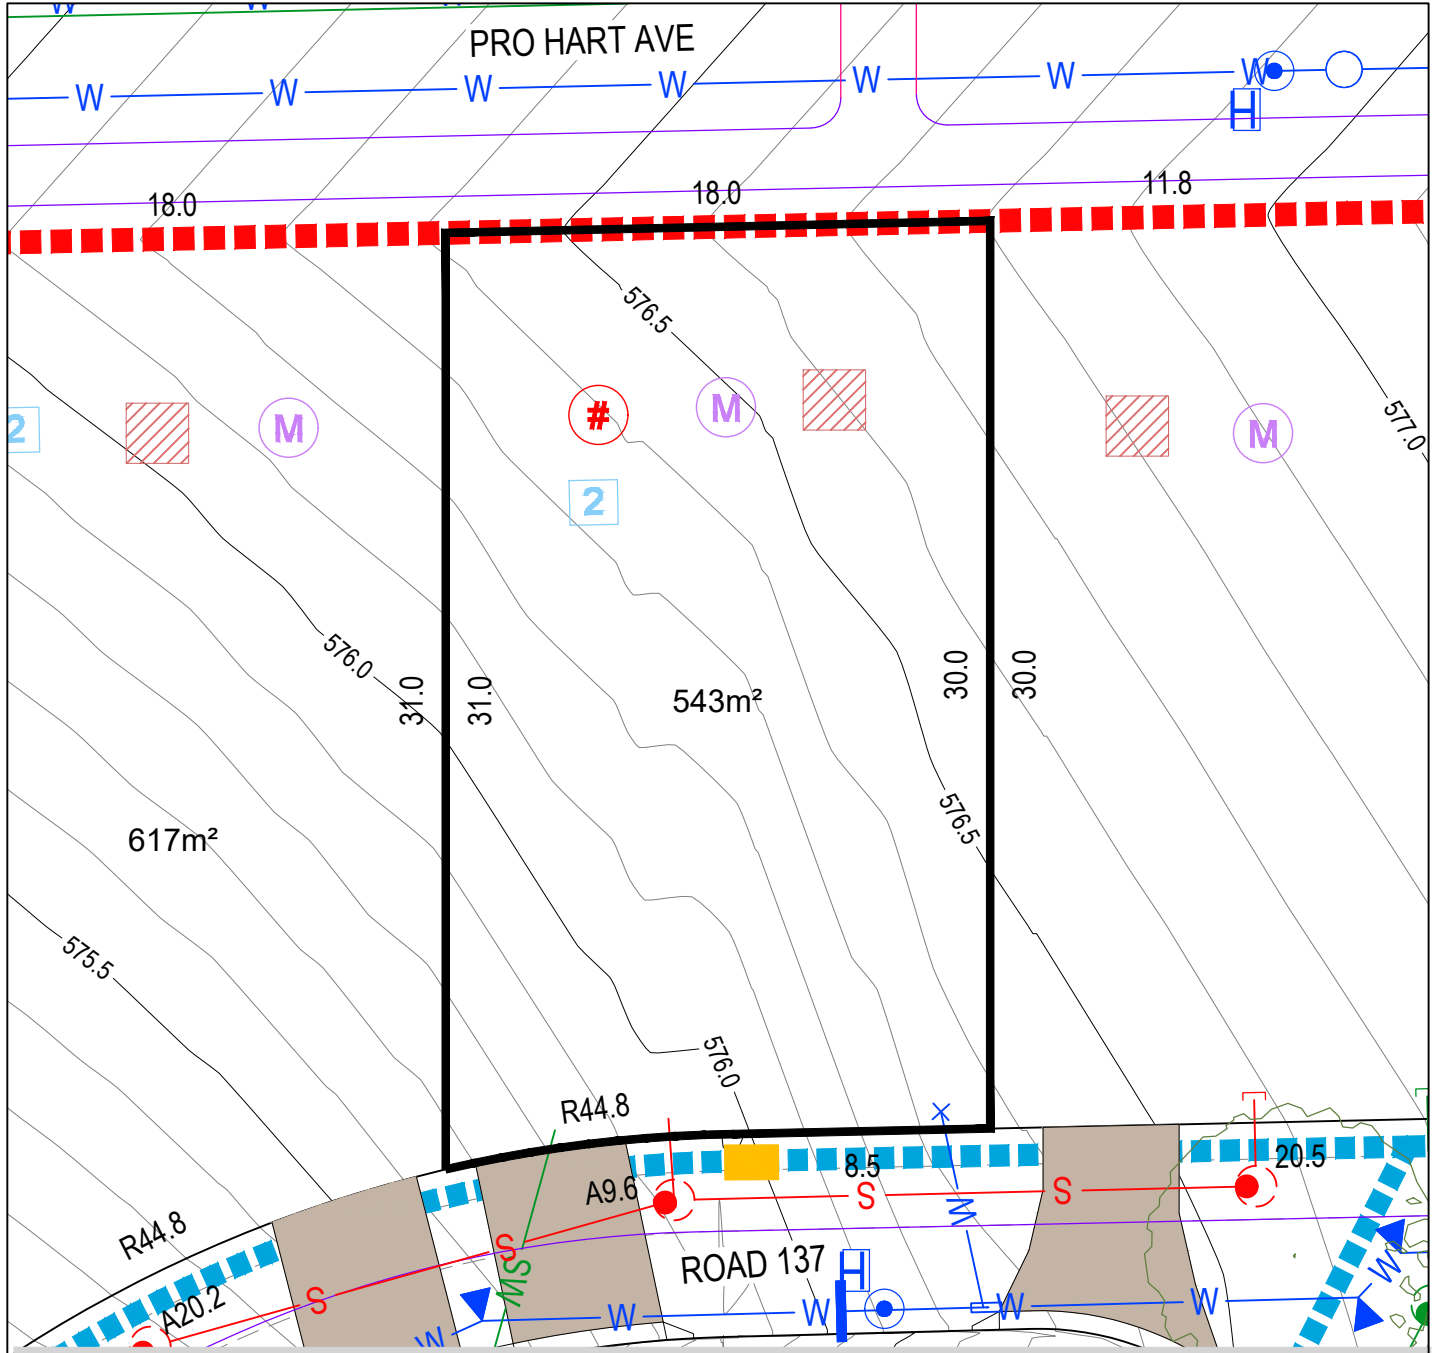 W W
PRO HART AVE
W W W W W W W
H
18.0 18.0 11.8
576.5
2 M # M M
577.0
2
576.0
31.0 31.0 543m² 30.0 30.0
617m²
576.5
575.5
576.0
R44.8
8.5 20.5
A9.6 S S
R44.8 W
S SW ROAD 137 H W
A20.2 S
W W W W W